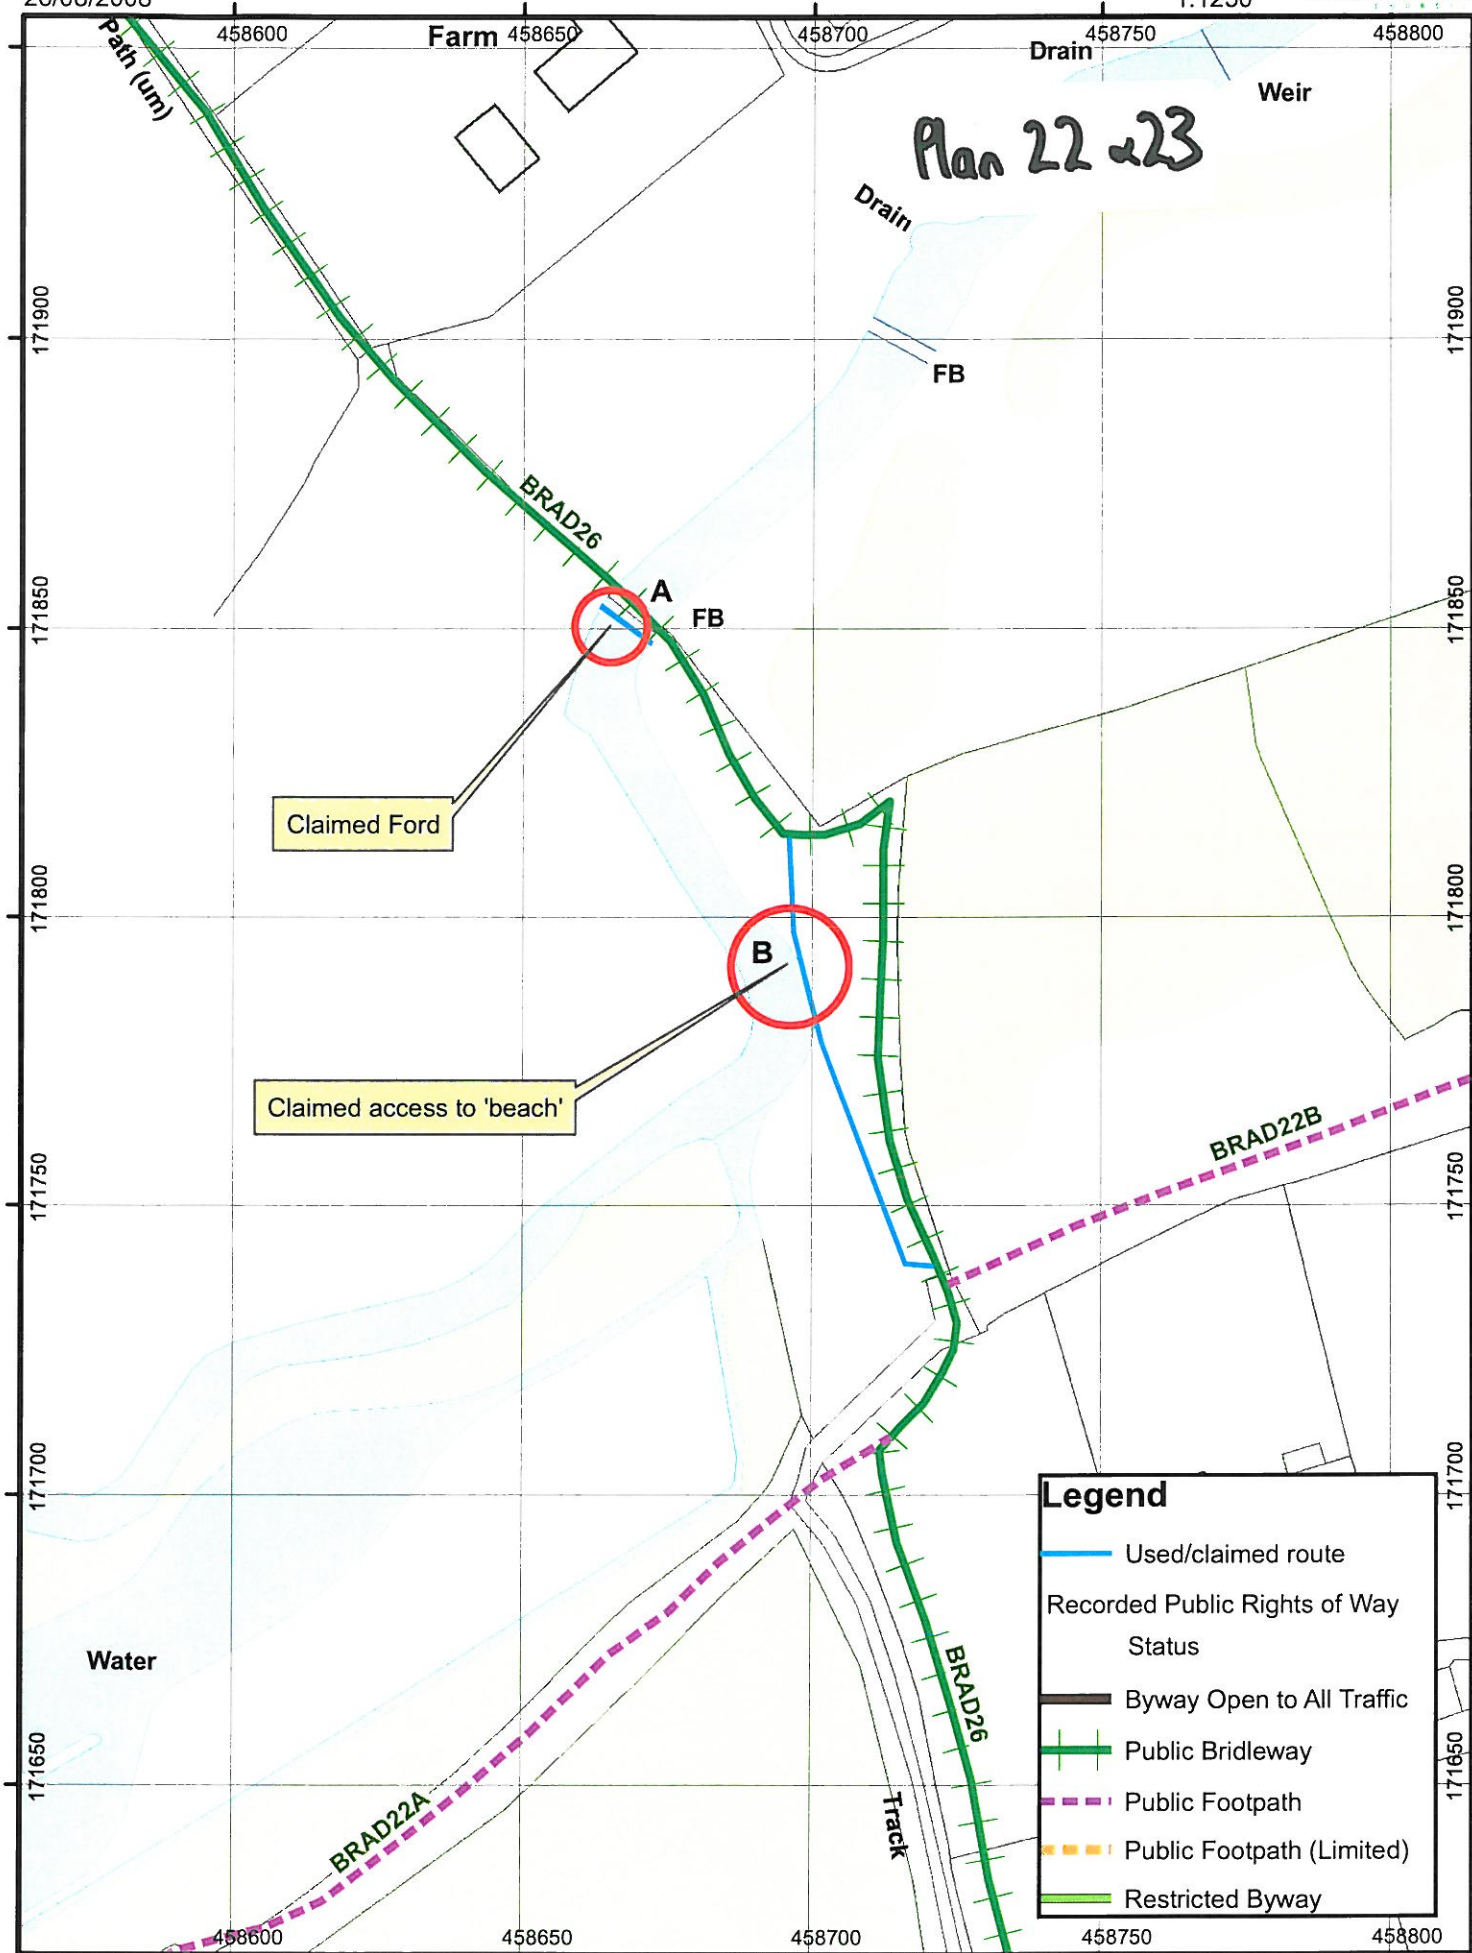 458600
Farm
458650
458700
458750
458800
Path (um)
Drain
Weir
Plan 22 & 23
Drain
171900
171900
FB
BRAD26
A
FB
171850
171850
Claimed Ford
171800
171800
B
Claimed access to 'beach'
BRAD22B
171750
171750
171700
171700
Legend
Used/claimed route
Recorded Public Rights of Way
Status
Byway Open to All Traffic
Public Bridleway
Public Footpath
Public Footpath (Limited)
Restricted Byway
Water
BRAD26
171650
171650
BRAD22A
Track
458600
458650
458700
458750
458800